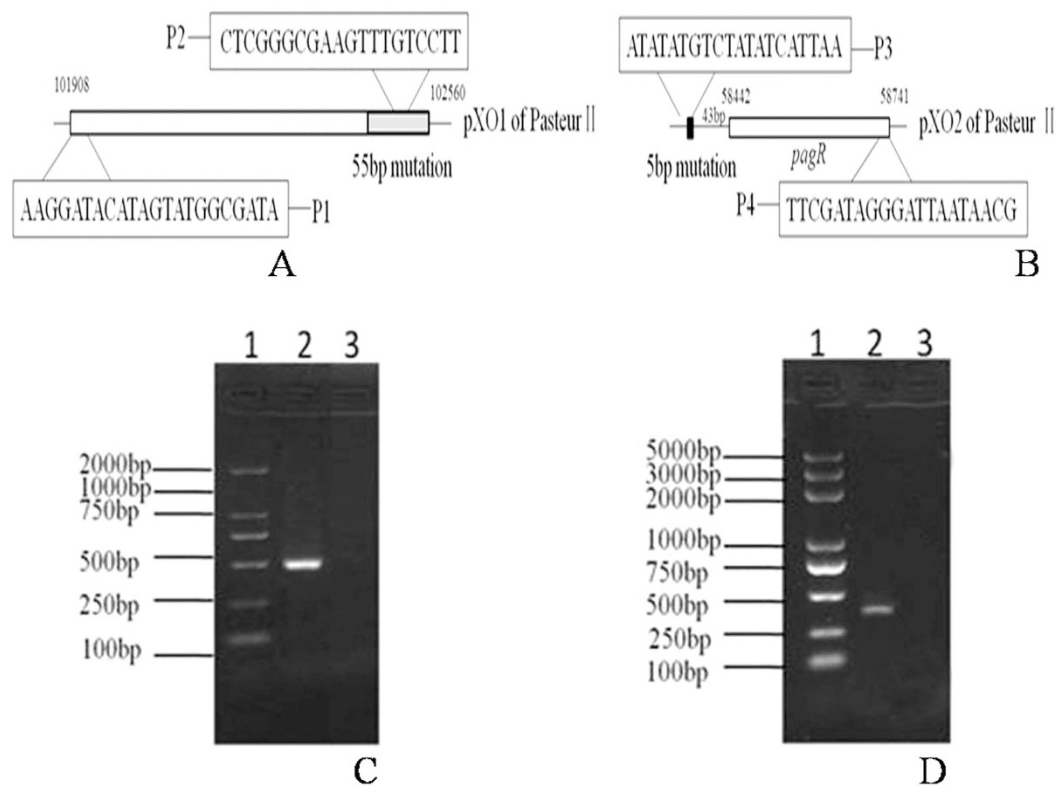 P2
CTCGGGCGAAGTTTGTCCTT
101908
102560
pXO1 of Pasteur II
55bp mutation
AAGGATACATAGTATGGCGATA
P1
A
ATATATGTCTATATCATTAA
P3
58442
58741
43bp
pXO2 of Pasteur II
5bp mutation
pagR
P4
TTCGATAGGGATTAATAACG
B
1 2 3
2000bp
1000bp
750bp
500bp
250bp
100bp
C
1 2 3
5000bp
3000bp
2000bp
1000bp
750bp
500bp
250bp
100bp
D